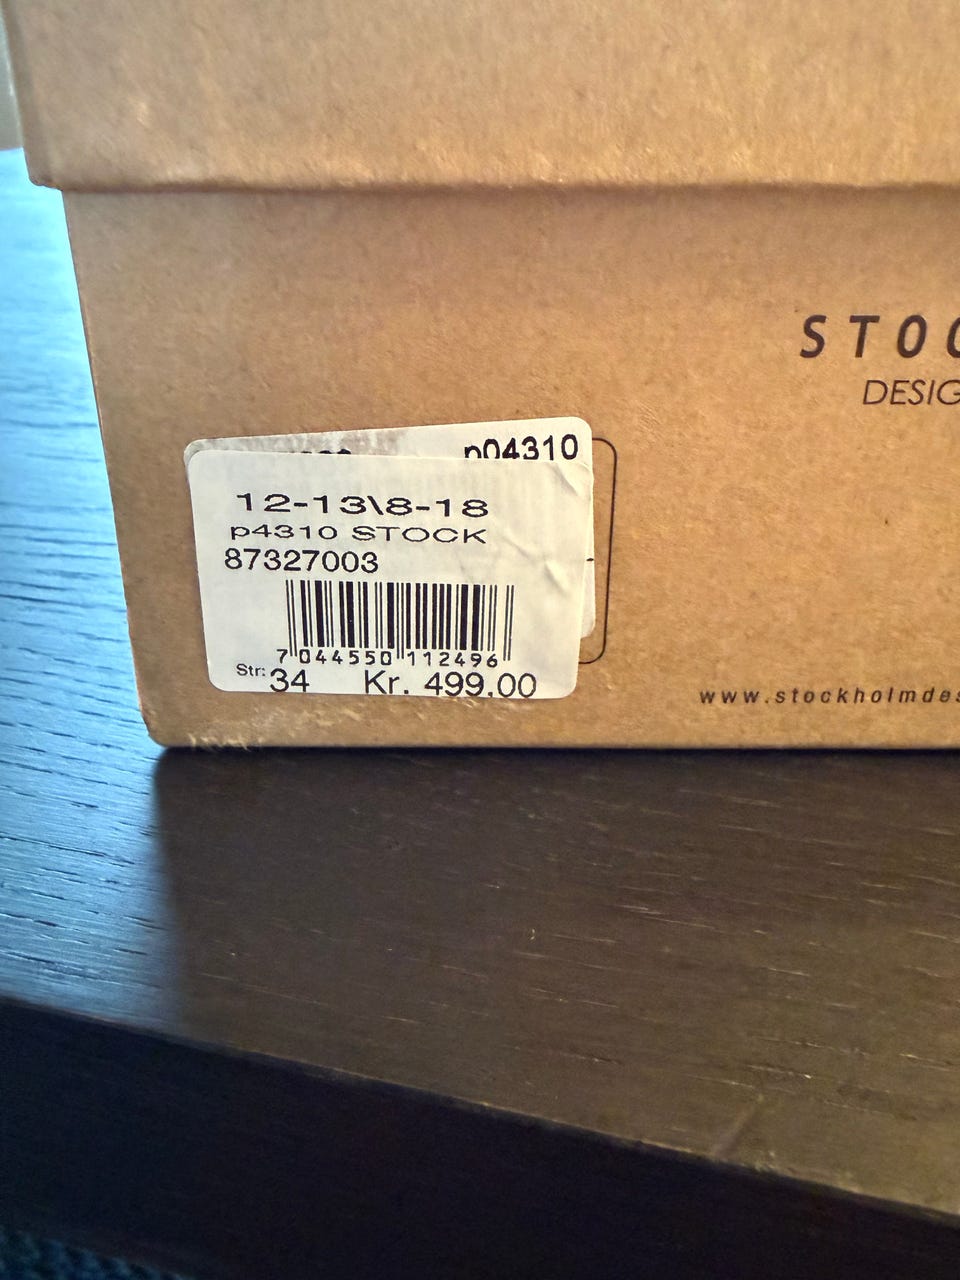 STOC
DESIG
p04310
12-13\8-18
p4310 STOCK
87327003
7 044550 112496
Str: 34 Kr. 499,00
www.stockholmdes